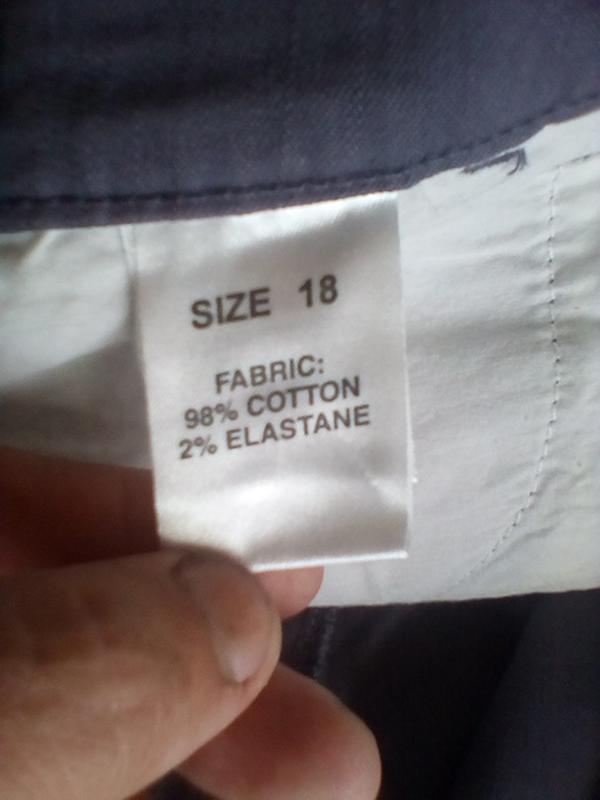 SIZE 18
FABRIC:
98% COTTON
2% ELASTANE